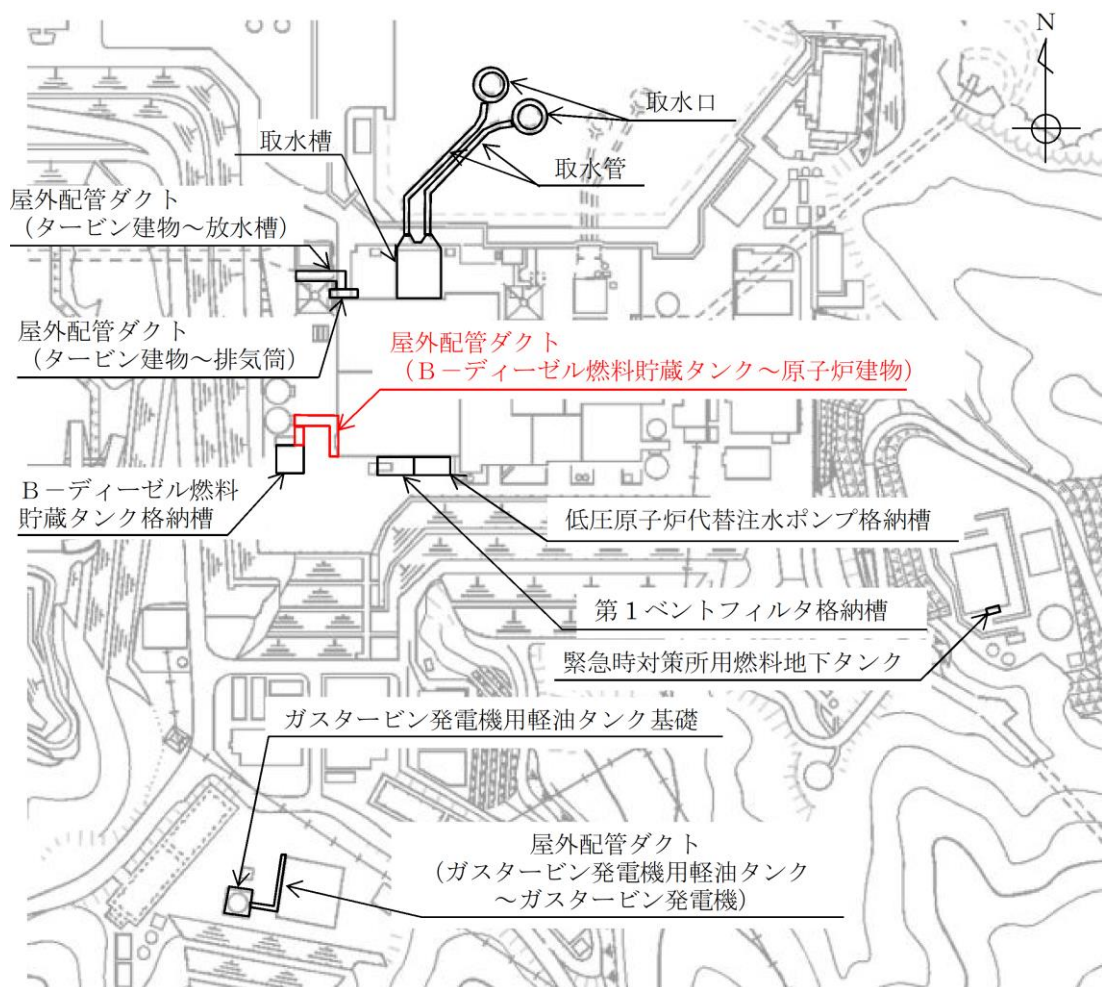 N
取水口
取水槽
取水管
屋外配管ダクト
（タービン建物～放水槽）
屋外配管ダクト
（タービン建物～排気筒）
屋外配管ダクト
（Ｂ－ディーゼル燃料貯蔵タンク～原子炉建物）
Ｂ－ディーゼル燃料
貯蔵タンク格納槽
低圧原子炉代替注水ポンプ格納槽
第１ベントフィルタ格納槽
緊急時対策所用燃料地下タンク
ガスタービン発電機用軽油タンク基礎
屋外配管ダクト
（ガスタービン発電機用軽油タンク
～ガスタービン発電機）